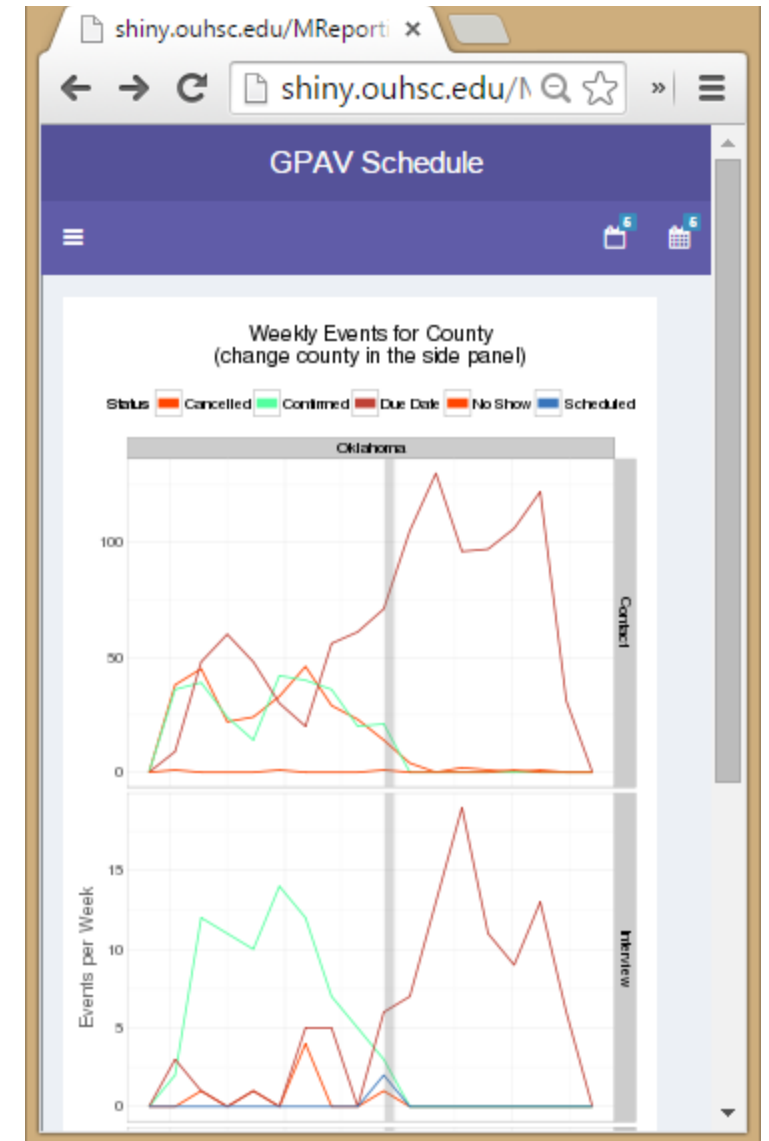 shiny.ouhsc.edu/MReporti
shiny.ouhsc.edu/M
»
GPAV Schedule
6 6
Weekly Events for County
(change county in the side panel)
Status Cancelled Confirmed Due Date No Show Scheduled
Oklahoma
100
50
0
Contact
15
10
5
0
Events per Week
Interview